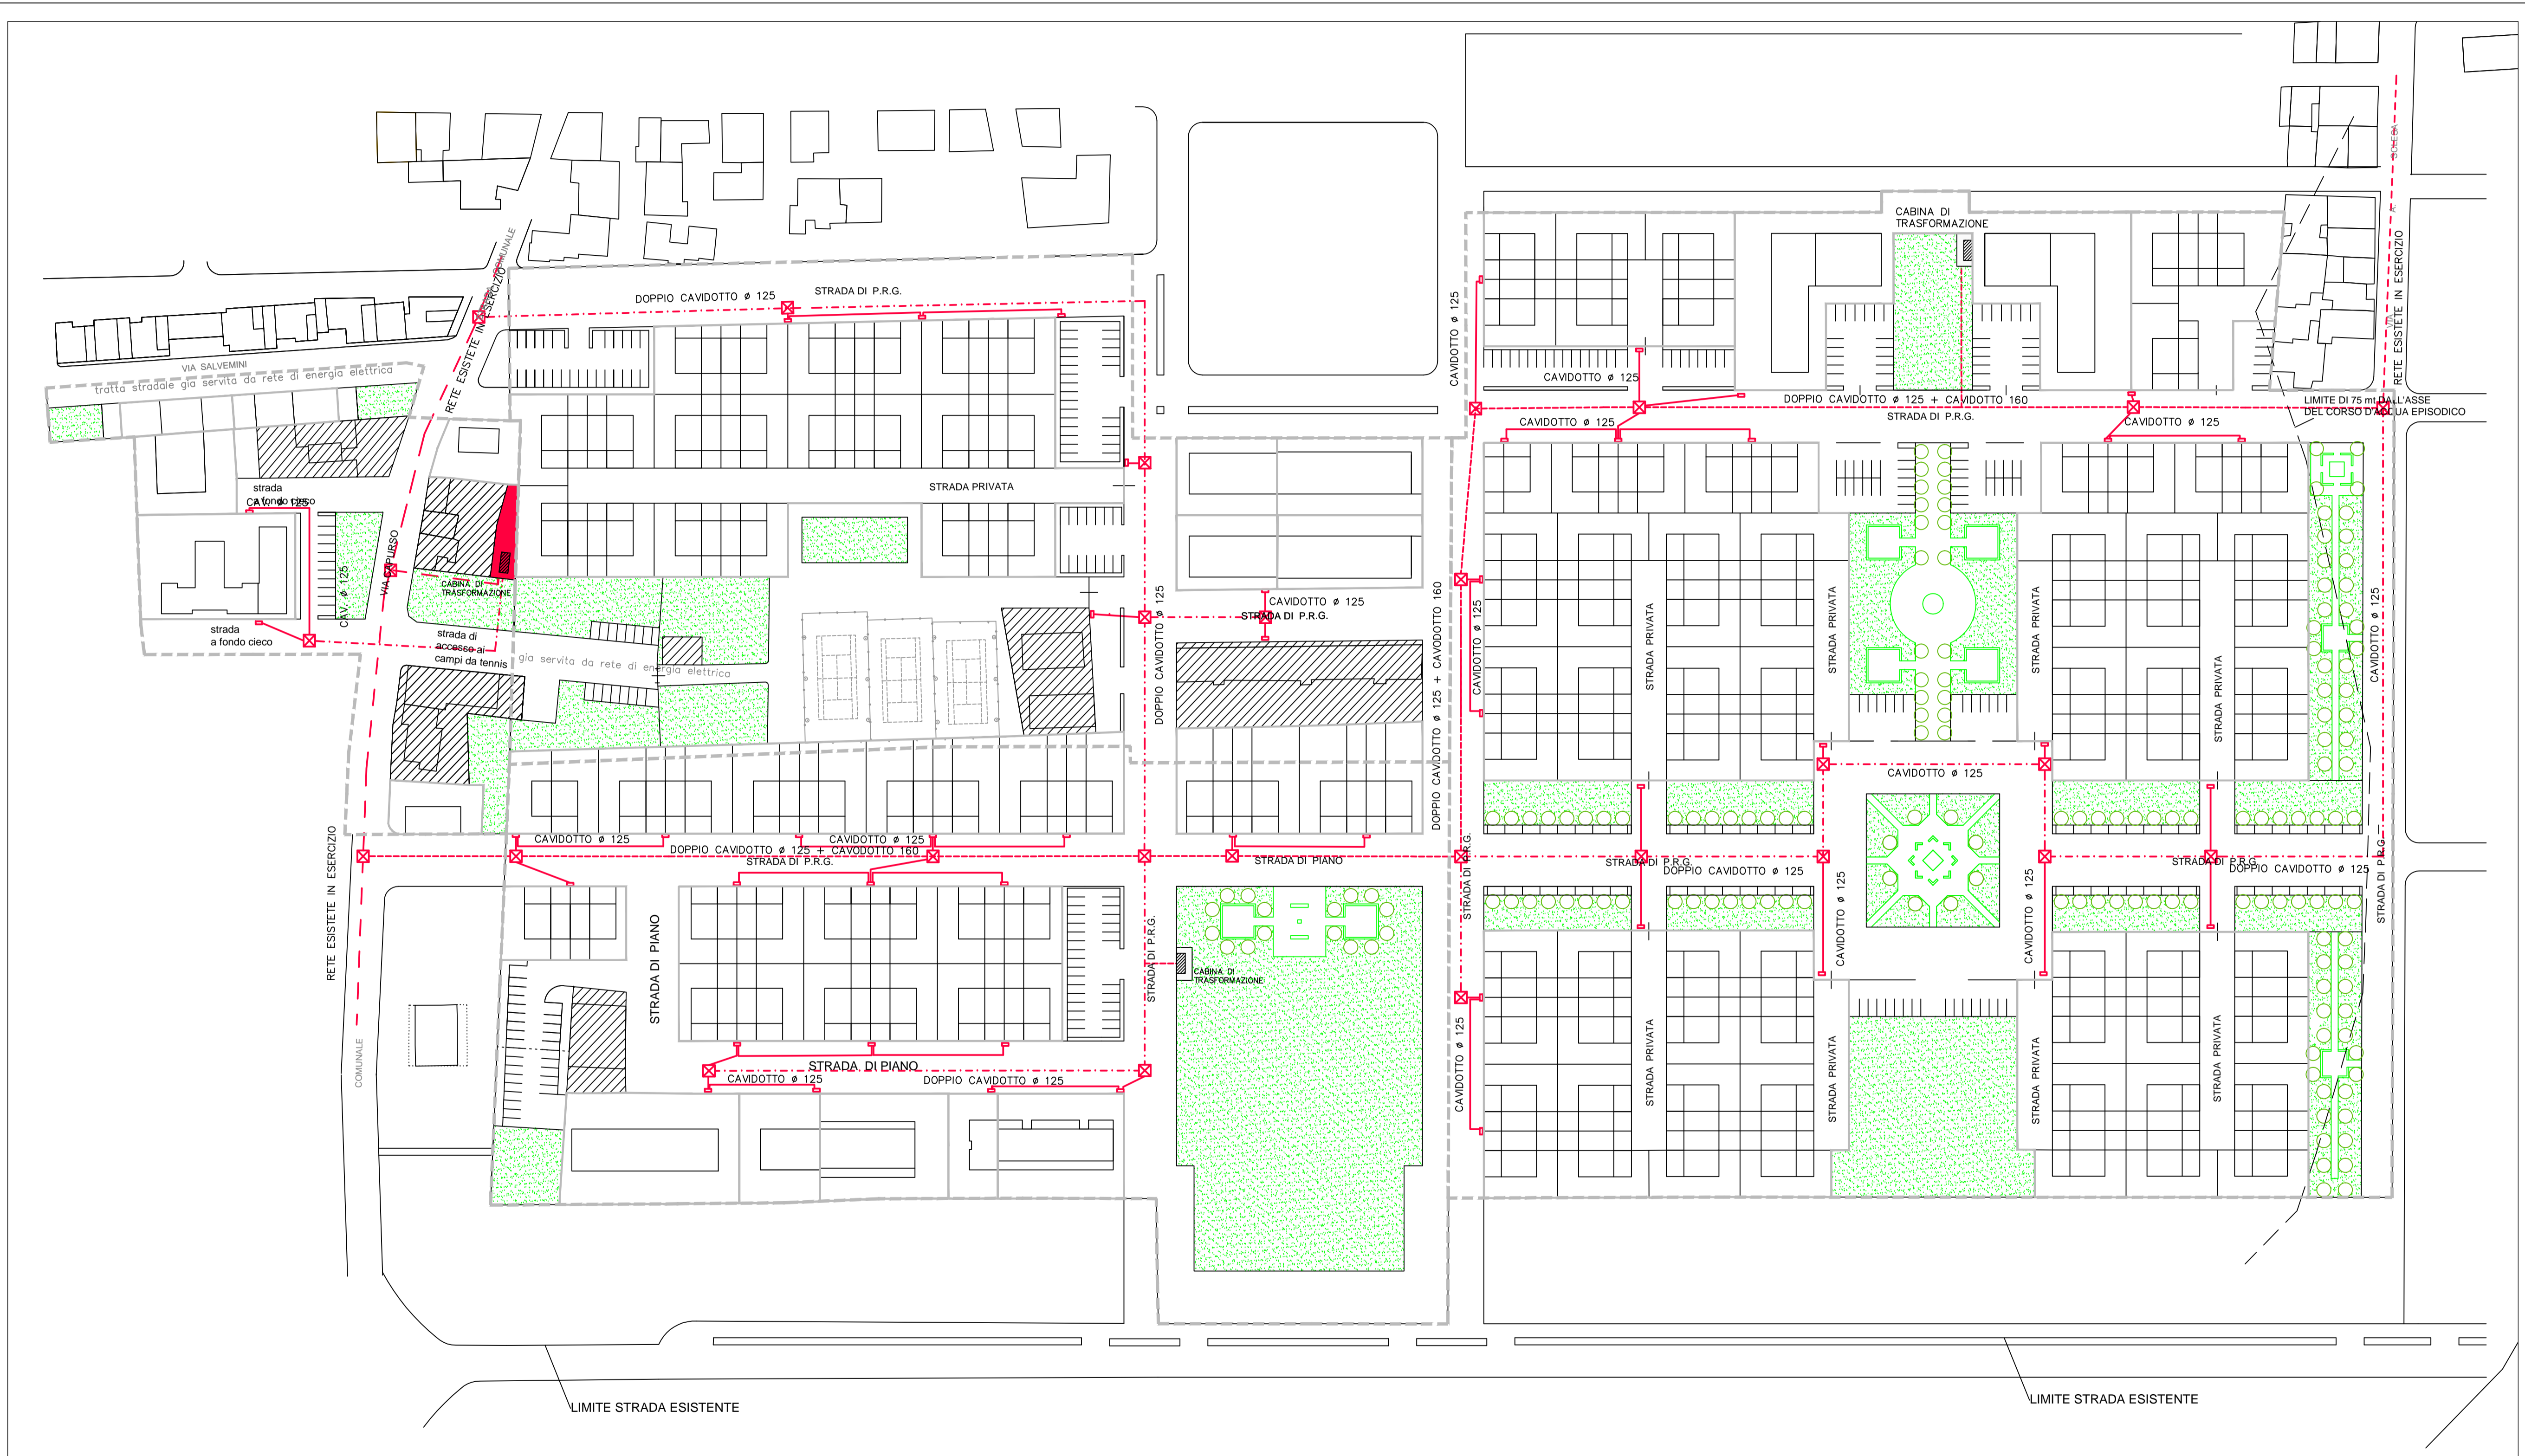 COMUNALE
RETE ESISTETE IN ESERCIZIO
DOPPIO CAVIDOTTO ø 125
STRADA DI P.R.G.
VIA SALVEMINI
tratta stradale gia servita da rete di energia elettrica
strada
a fondo cieco
CAV. ø 125
STRADA PRIVATA
CAV. ø 125
VIA CAPURSO
CABINA DI
TRASFORMAZIONE
strada
a fondo cieco
strada di
accesso ai
campi da tennis
gia servita da rete di energia elettrica
DOPPIO CAVIDOTTO ø 125
CAVIDOTTO ø 125
STRADA DI P.R.G.
RETE ESISTETE IN ESERCIZIO
COMUNALE
CAVIDOTTO ø 125
CAVIDOTTO ø 125
DOPPIO CAVIDOTTO ø 125 + CAVODOTTO 160
STRADA DI P.R.G.
STRADA DI PIANO
STRADA DI PIANO
STRADA DI P.R.G.
CABINA DI
TRASFORMAZIONE
STRADA DI PIANO
CAVIDOTTO ø 125
DOPPIO CAVIDOTTO ø 125
DOPPIO CAVIDOTTO ø 125 + CAVODOTTO 160
CAVIDOTTO ø 125
CABINA DI
TRASFORMAZIONE
CAVIDOTTO ø 125
DOPPIO CAVIDOTTO ø 125 + CAVIDOTTO 160
STRADA DI P.R.G.
CAVIDOTTO ø 125
CAVIDOTTO ø 125
LIMITE DI 75 mt DALL'ASSE
DEL CORSO D'ACQUA EPISODICO
VIA A. SOLEGA
RETE ESISTETE IN ESERCIZIO
CAVIDOTTO ø 125
STRADA PRIVATA
STRADA PRIVATA
STRADA PRIVATA
STRADA PRIVATA
CAVIDOTTO ø 125
CAVIDOTTO ø 125
STRADA DI P.R.G.
STRADA DI P.R.G.
DOPPIO CAVIDOTTO ø 125
STRADA DI P.R.G.
DOPPIO CAVIDOTTO ø 125
STRADA DI P.R.G.
CAVIDOTTO ø 125
CAVIDOTTO ø 125
CAVIDOTTO ø 125
STRADA PRIVATA
STRADA PRIVATA
STRADA PRIVATA
STRADA PRIVATA
LIMITE STRADA ESISTENTE
LIMITE STRADA ESISTENTE